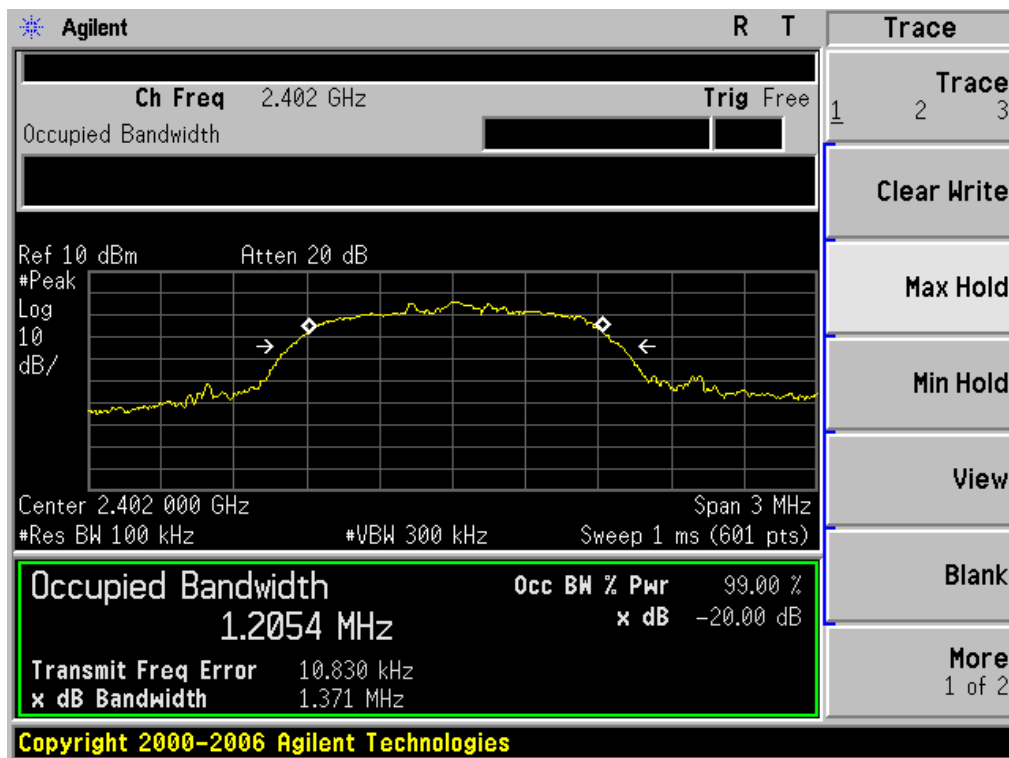 Agilent R T
Ch Freq 2.402 GHz Trig Free
Occupied Bandwidth
Ref 10 dBm Atten 20 dB
#Peak
Log
10
dB/
Center 2.402 000 GHz Span 3 MHz
#Res BW 100 kHz #VBW 300 kHz Sweep 1 ms (601 pts)
Occupied Bandwidth
1.2054 MHz
Occ BW % Pwr 99.00 %
x dB -20.00 dB
Transmit Freq Error 10.830 kHz
x dB Bandwidth 1.371 MHz
Copyright 2000-2006 Agilent Technologies
Trace
Trace
1 2 3
Clear Write
Max Hold
Min Hold
View
Blank
More
1 of 2